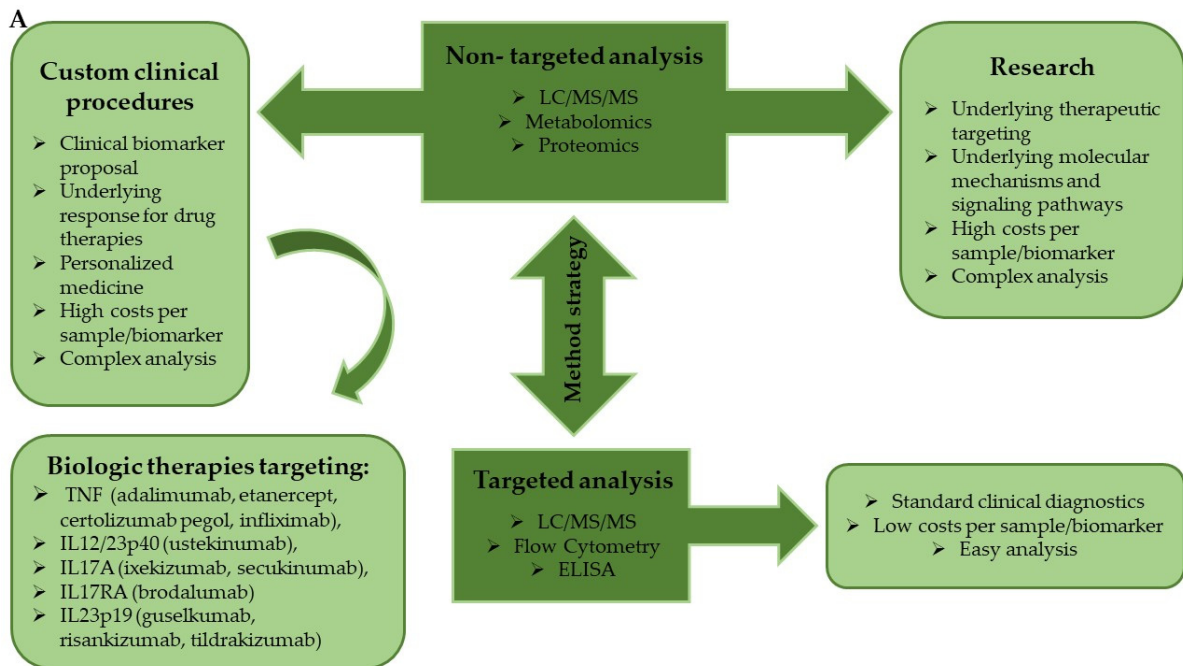 A
Custom clinical
procedures
➢ Clinical biomarker
proposal
➢ Underlying
response for drug
therapies
➢ Personalized
medicine
➢ High costs per
sample/biomarker
➢ Complex analysis
Non- targeted analysis
➢ LC/MS/MS
➢ Metabolomics
➢ Proteomics
Research
➢ Underlying therapeutic
targeting
➢ Underlying molecular
mechanisms and
signaling pathways
➢ High costs per
sample/biomarker
➢ Complex analysis
Method strategy
Biologic therapies targeting:
➢ TNF (adalimumab, etanercept,
certolizumab pegol, infliximab),
➢ IL12/23p40 (ustekinumab),
➢ IL17A (ixekizumab, secukinumab),
➢ IL17RA (brodalumab)
➢ IL23p19 (guselkumab,
risankizumab, tildrakizumab)
Targeted analysis
➢ LC/MS/MS
➢ Flow Cytometry
➢ ELISA
➢ Standard clinical diagnostics
➢ Low costs per sample/biomarker
➢ Easy analysis